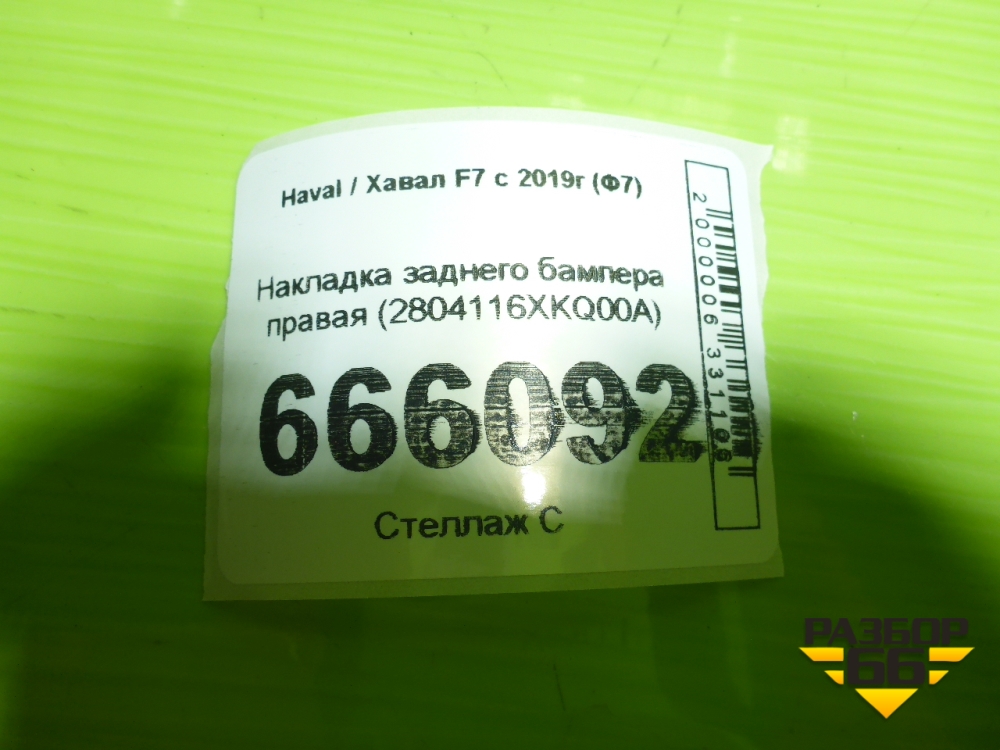 Haval / Хавал F7 с 2019г (Ф7)
Накладка заднего бампера
правая (2804116XKQ00A)
666092
Стеллаж С
2000006331166
РАЗБОР
66